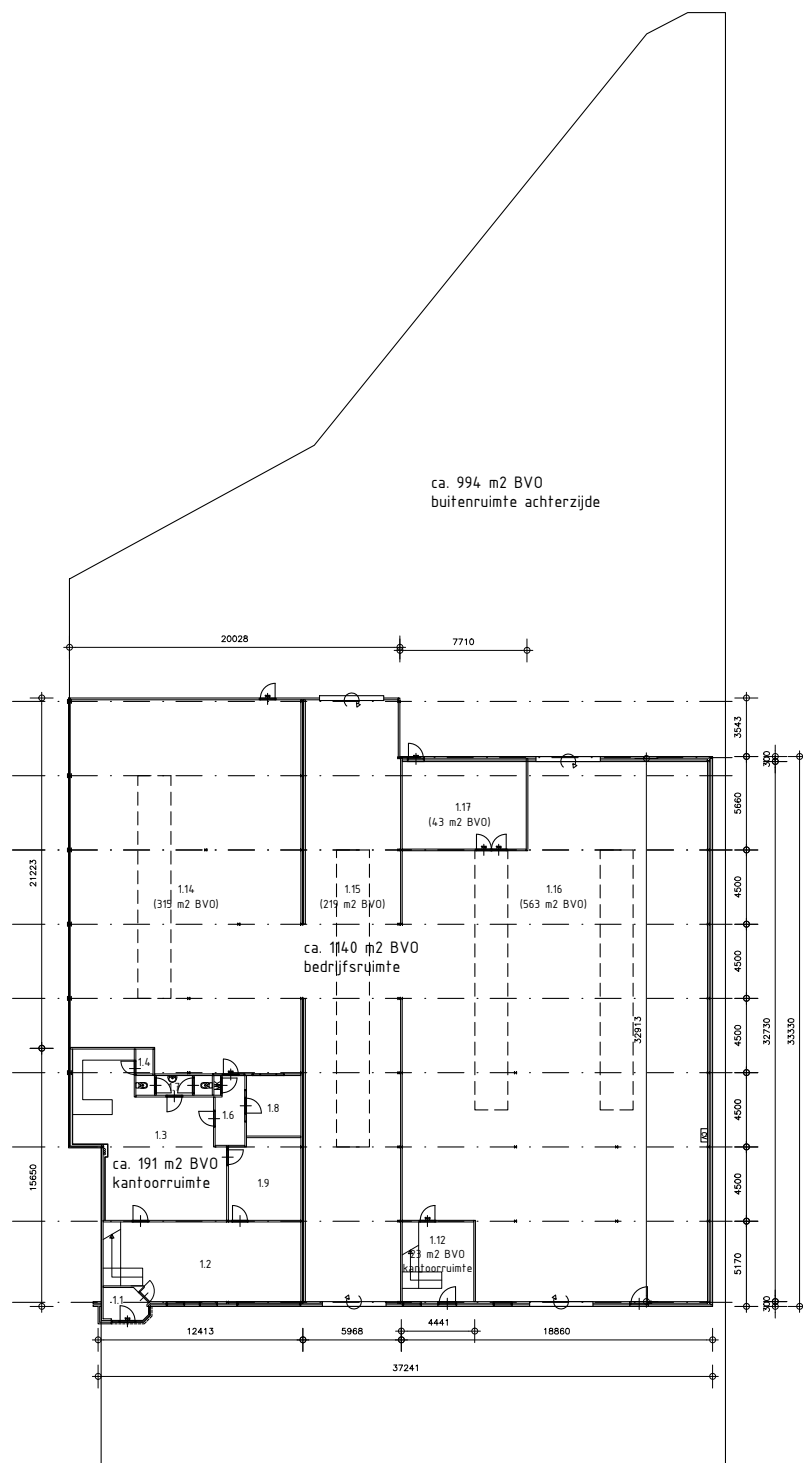 ca. 994 m2 BVO
buitenruimte achterzijde
20028
7710
3543
300
5660
1.17
(43 m2 BVO)
21223
4500
1.14
(315 m2 BVO)
1.15
(219 m2 BVO)
1.16
(563 m2 BVO)
4500
ca. 1140 m2 BVO
bedrijfsruimte
4500
32913
32730
33330
1.4
1.6
1.8
4500
1.3
CV
ca. 191 m2 BVO
kantoorruimte
15650
1.9
4500
1.2
1.12
23 m2 BVO
kantoorruimte
5170
1.1
300
12413
5968
4441
18860
37241